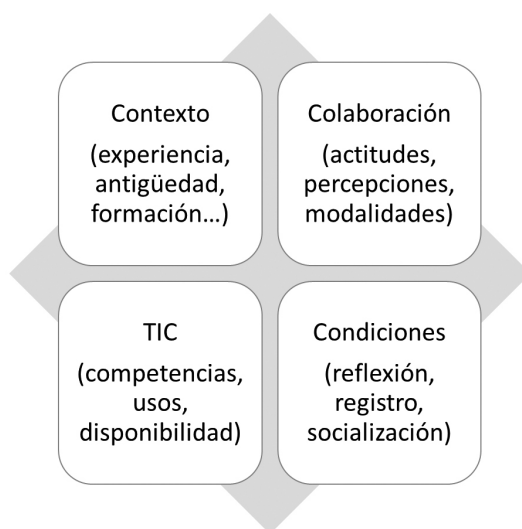 Contexto
(experiencia,
antigüedad,
formación...)
Colaboración
(actitudes,
percepciones,
modalidades)
TIC
(competencias,
usos,
disponibilidad)
Condiciones
(reflexión,
registro,
socialización)